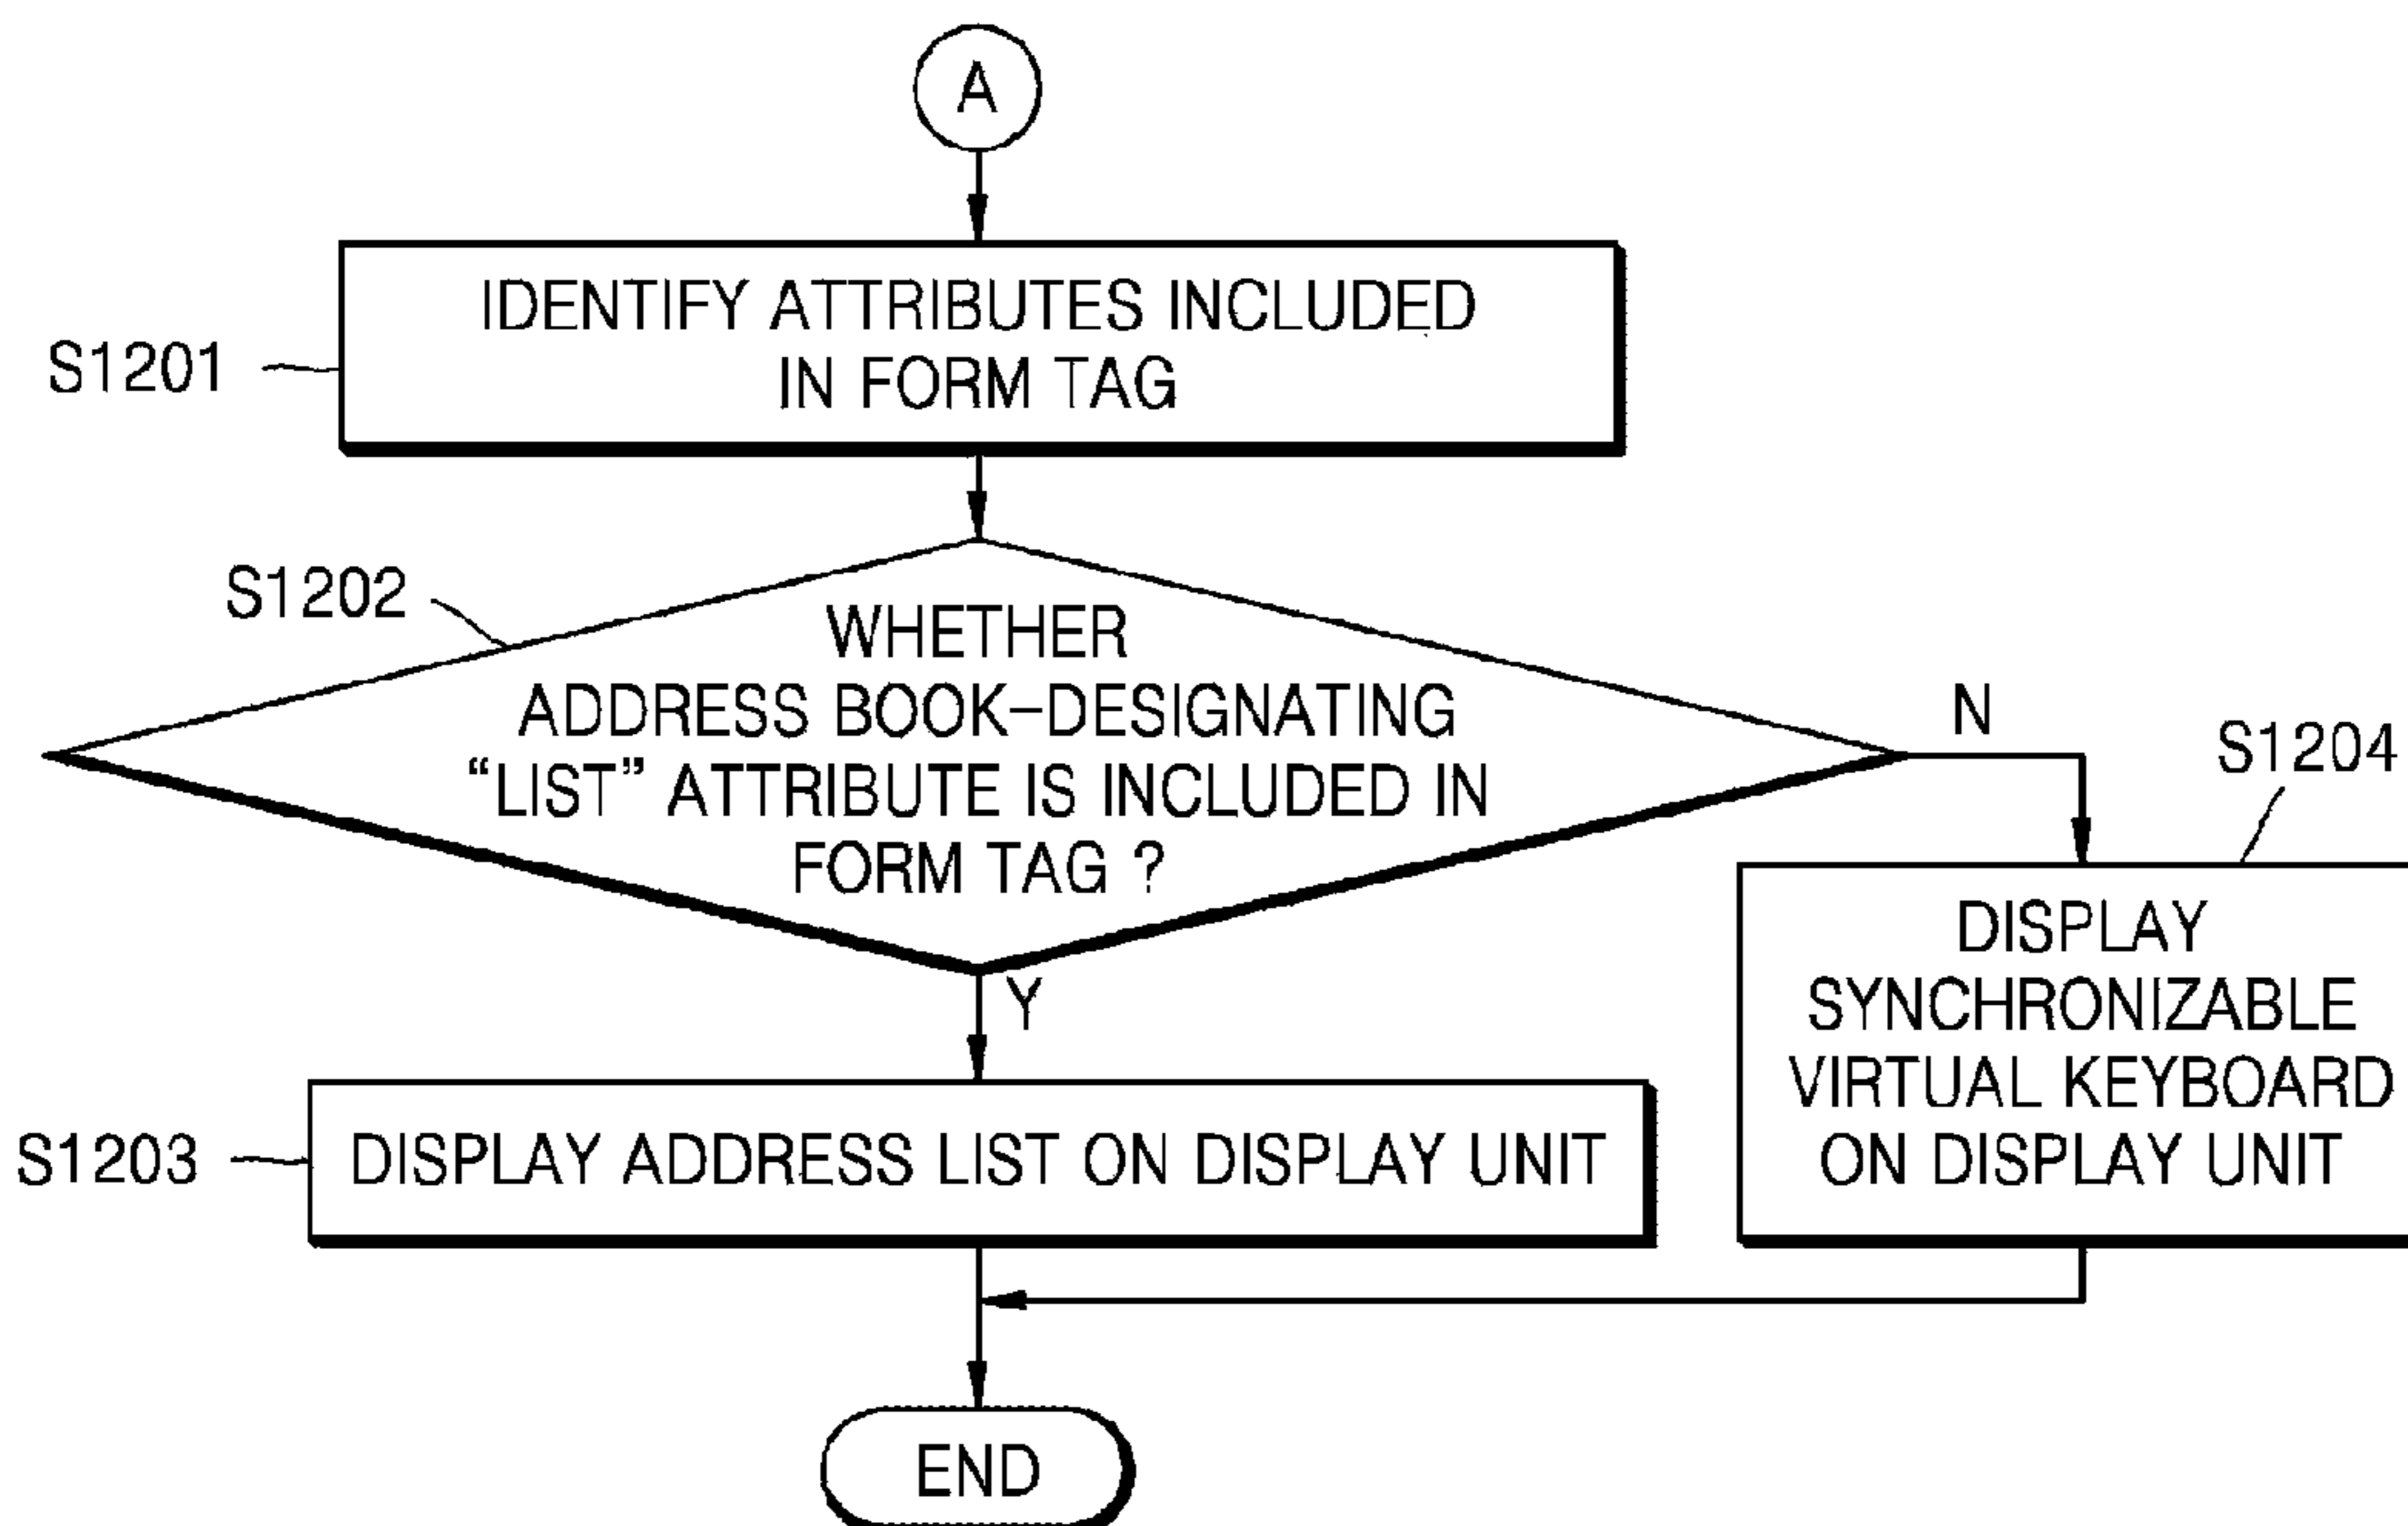 A
IDENTIFY ATTRIBUTES INCLUDED
IN FORM TAG
S1201
S1202
WHETHER
ADDRESS BOOK-DESIGNATING
“LIST” ATTRIBUTE IS INCLUDED IN
FORM TAG ?
N
S1204
Y
DISPLAY
SYNCHRONIZABLE
VIRTUAL KEYBOARD
ON DISPLAY UNIT
S1203
DISPLAY ADDRESS LIST ON DISPLAY UNIT
END